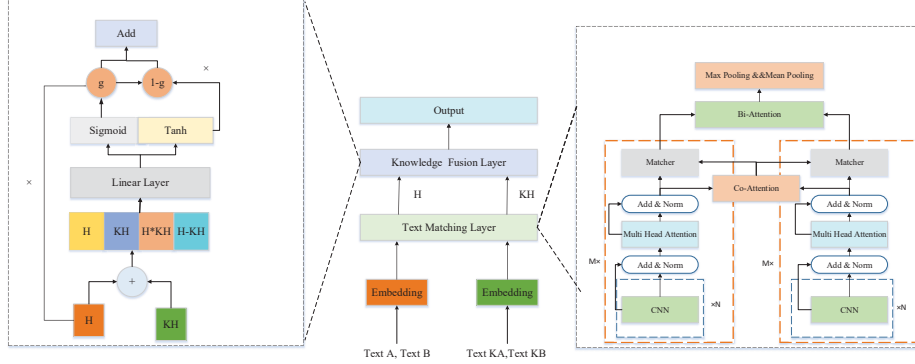 Add
g
1-g
×
Sigmoid
Tanh
×
Linear Layer
H
KH
H*KH
H-KH
+
H
KH
Output
Knowledge Fusion Layer
H
KH
Text Matching Layer
Embedding
Embedding
Text A, Text B
Text KA,Text KB
Max Pooling &&Mean Pooling
Bi-Attention
Matcher
Matcher
Co-Attention
Add & Norm
Add & Norm
Multi Head Attention
Multi Head Attention
M×
Add & Norm
M×
Add & Norm
×N
×N
CNN
CNN